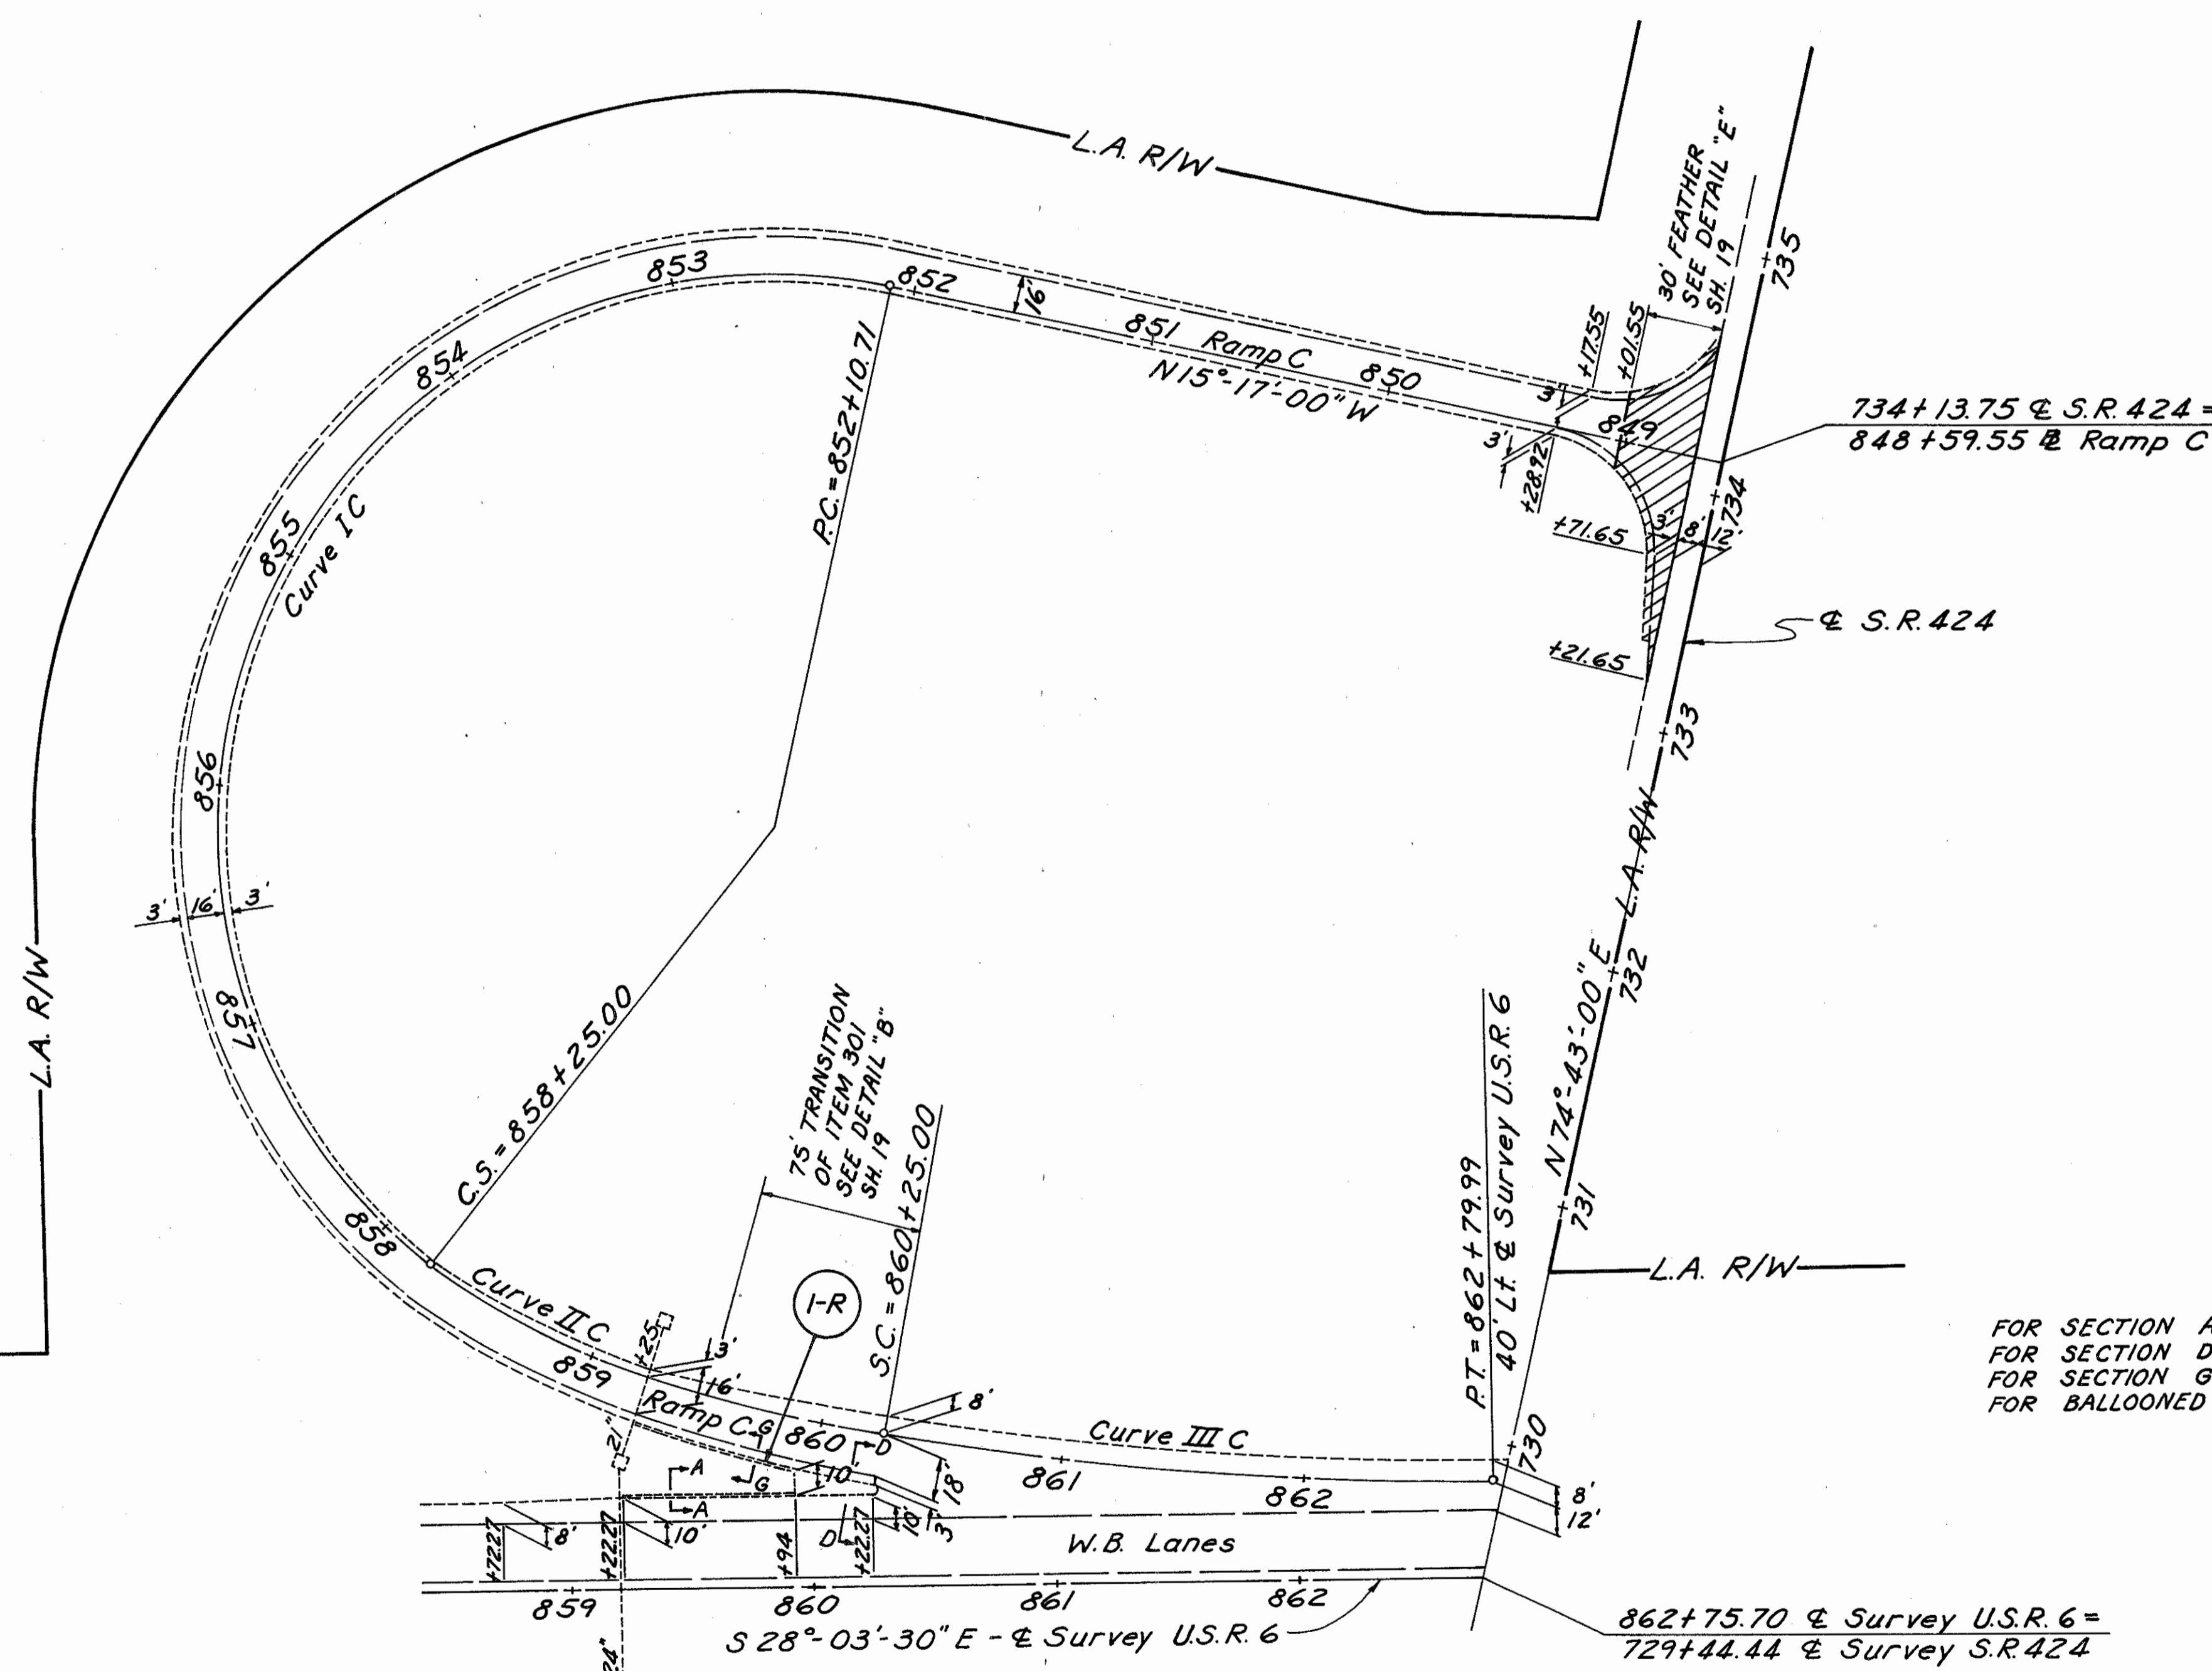 L.A. R/W
30' FEATHER
SEE DETAIL "E"
SH. 19
735
853
852
16'
851
Ramp C
850
N 15°-17'-00" W
+17.55
+01.55
3'
849
854
P.C. = 852+10.71
3'
+28.92
734+13.75 ℄ S.R. 424 =
848+59.55 ℄ Ramp C
734
855
Curve I C
+71.65
3'
8'
12'
℄ S.R. 424
+21.65
733
856
L.A. R/W
3'
16'
3'
L.A. R/W
857
C.S. = 858+25.00
75' TRANSITION
OF ITEM 301
SEE DETAIL "B"
SH. 19
S.C. = 860+25.00
P.T. = 862+79.99
40' Lt. ℄ Survey U.S.R. 6
N 74°-43'-00" E
732
731
858
L.A. R/W
Curve II C
1-R
+25
3'
16'
859
Ramp C
G
860
D
8'
Curve III C
730
FOR SECTION A
FOR SECTION D
FOR SECTION G
FOR BALLOONED
21"
A
G
10'
18'
861
862
8'
12'
A
+72.27
8'
+22.27
10'
+94
D
+22.27
10'
3'
W.B. Lanes
859
860
861
862
S 28°-03'-30" E - ℄ Survey U.S.R. 6
862+75.70 ℄ Survey U.S.R. 6 =
729+44.44 ℄ Survey S.R. 424
24"